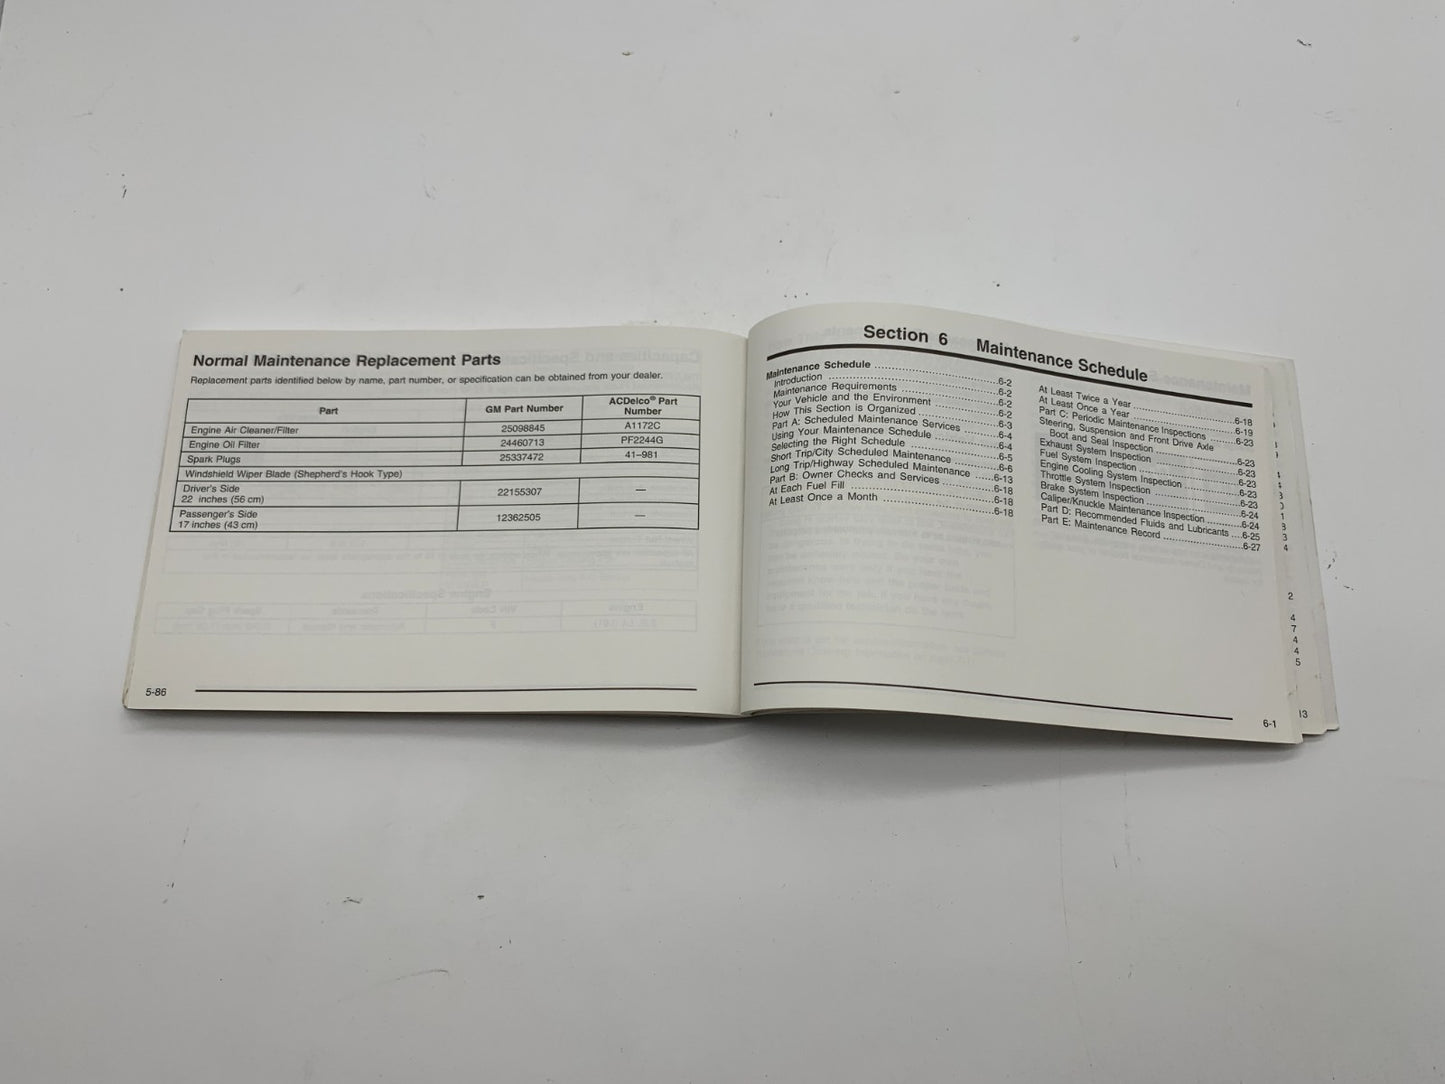 Normal Maintenance Replacement Parts
Replacement parts identified below by name, part number, or specification can be obtained from your dealer.
Part GM Part Number ACDelco® Part Number
Engine Air Cleaner/Filter 25098845 A1172C
Engine Oil Filter 24460713 PF2244G
Spark Plugs 25337472 41–981
Windshield Wiper Blade (Shepherd's Hook Type)
Driver's Side
22 inches (56 cm) 22155307 —
Passenger's Side
17 inches (43 cm) 12362505 —
5-86
Section 6 Maintenance Schedule
Maintenance Schedule ..............................6-2
Introduction ..............................6-2
Maintenance Requirements ..............................6-2
Your Vehicle and the Environment ..............................6-2
How This Section is Organized ..............................6-3
Part A: Scheduled Maintenance Services ..............................6-4
Using Your Maintenance Schedule ..............................6-4
Selecting the Right Schedule ..............................6-5
Short Trip/City Scheduled Maintenance ..............................6-6
Long Trip/Highway Scheduled Maintenance .....6-13
Part B: Owner Checks and Services ..............................6-18
At Each Fuel Fill ..............................6-18
At Least Once a Month ..............................6-18
At Least Twice a Year ..............................6-18
At Least Once a Year ..............................6-19
Part C: Periodic Maintenance Inspections ........6-23
Steering, Suspension and Front Drive Axle
Boot and Seal Inspection ..............................6-23
Exhaust System Inspection ..............................6-23
Fuel System Inspection ..............................6-23
Engine Cooling System Inspection ..............................6-23
Throttle System Inspection ..............................6-23
Brake System Inspection ..............................6-24
Caliper/Knuckle Maintenance Inspection ..........6-24
Part D: Recommended Fluids and Lubricants ....6-25
Part E: Maintenance Record ..............................6-27
6-1
2
4
7
4
4
5
13